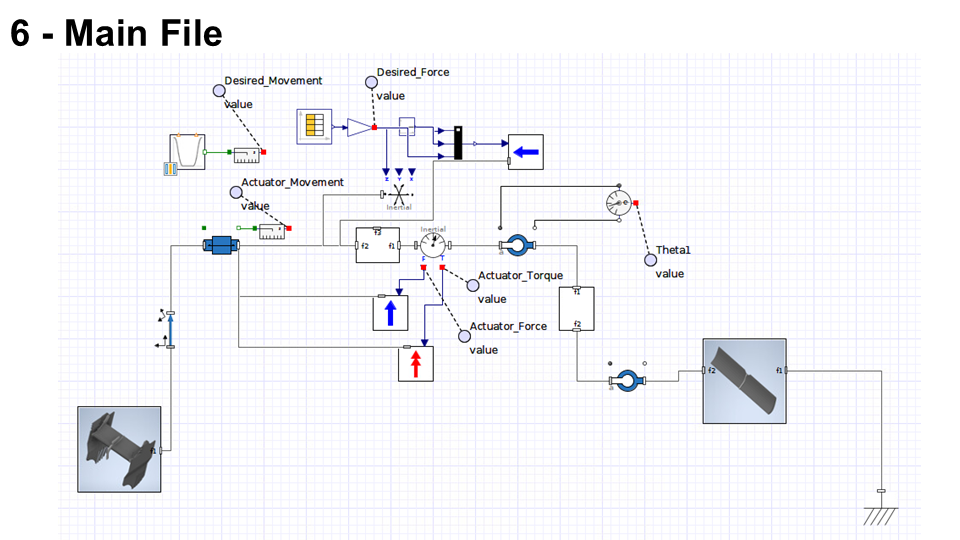 6 - Main File
Desired_Movement
value
Desired_Force
value
Actuator_Movement
value
Inertial
Inertial
f3
f2
f1
Theta1
value
F
T
Actuator_Torque
value
Actuator_Force
value
f1
f2
f1
f2
f1